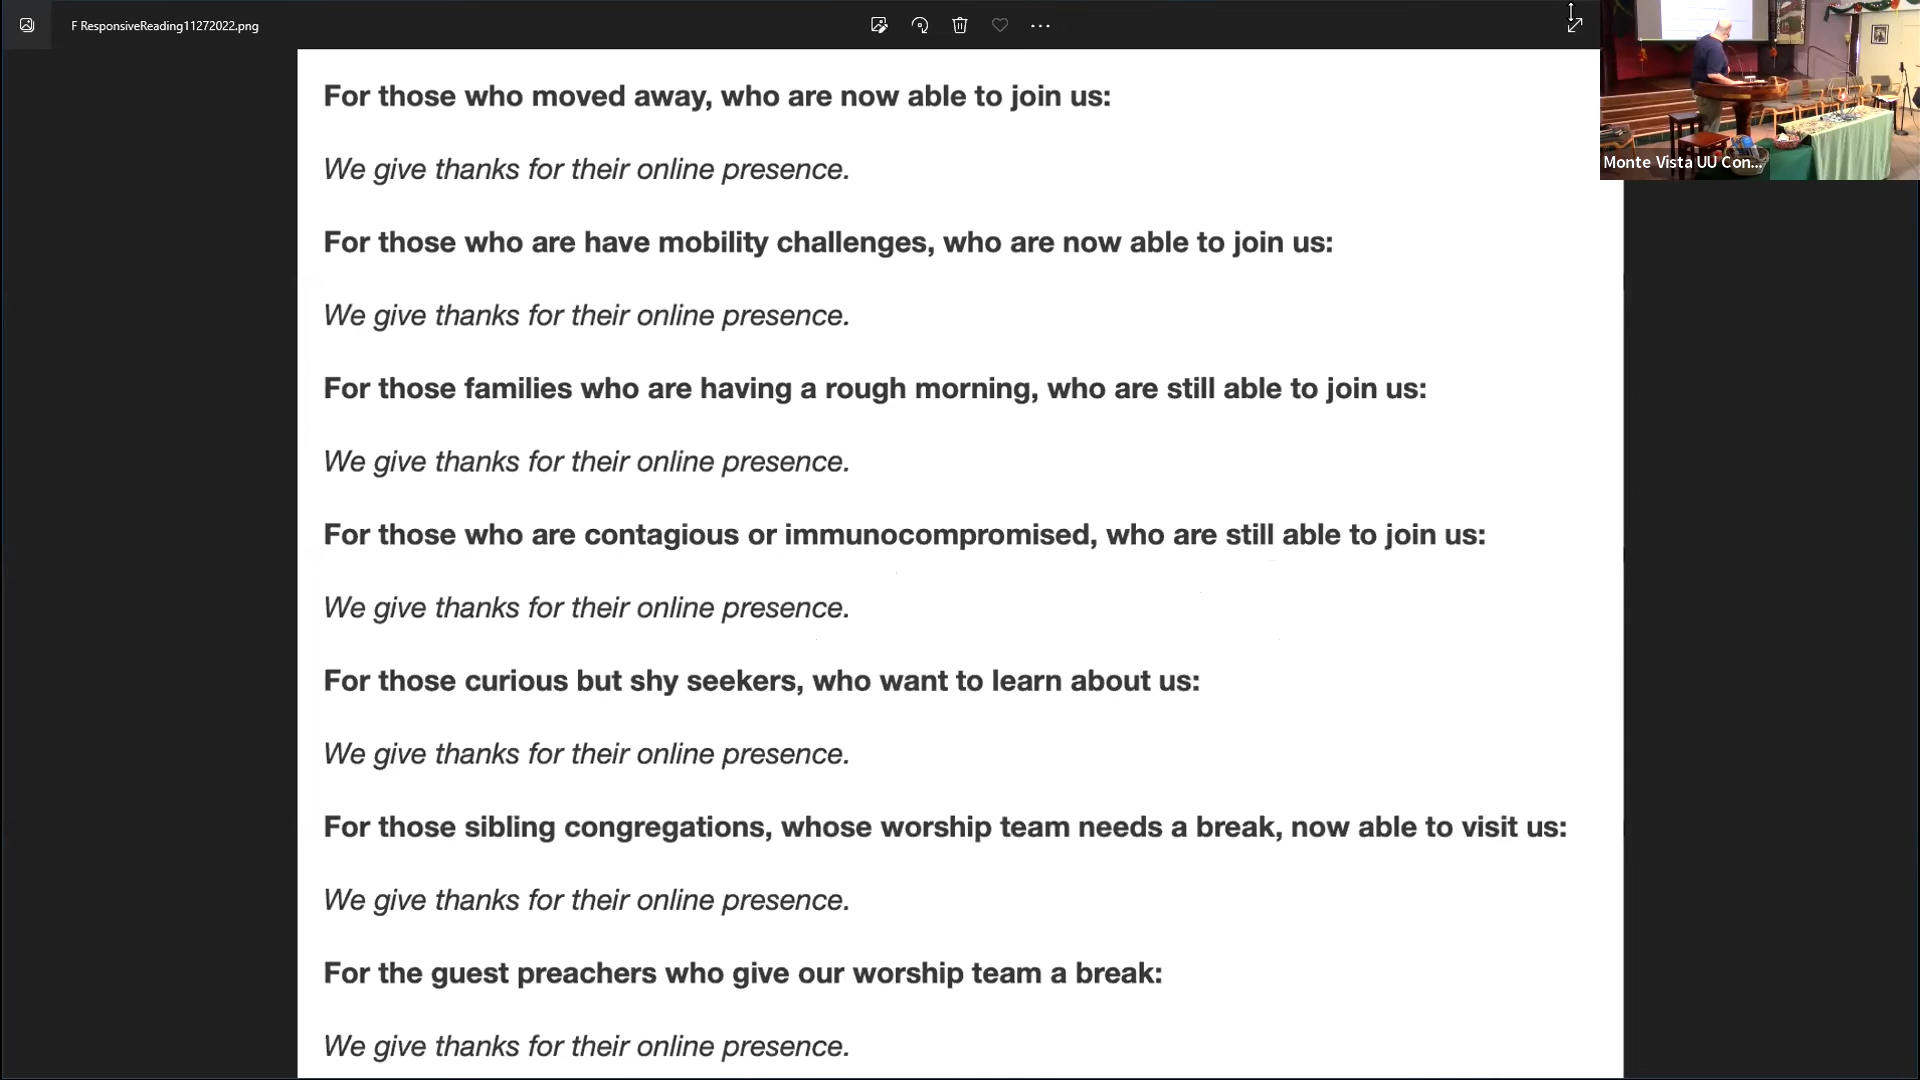 F ResponsiveReading11272022.png
For those who moved away, who are now able to join us:
We give thanks for their online presence.
For those who are have mobility challenges, who are now able to join us:
We give thanks for their online presence.
For those families who are having a rough morning, who are still able to join us:
We give thanks for their online presence.
For those who are contagious or immunocompromised, who are still able to join us:
We give thanks for their online presence.
For those curious but shy seekers, who want to learn about us:
We give thanks for their online presence.
For those sibling congregations, whose worship team needs a break, now able to visit us:
We give thanks for their online presence.
For the guest preachers who give our worship team a break:
We give thanks for their online presence.
Monte Vista UU Con...